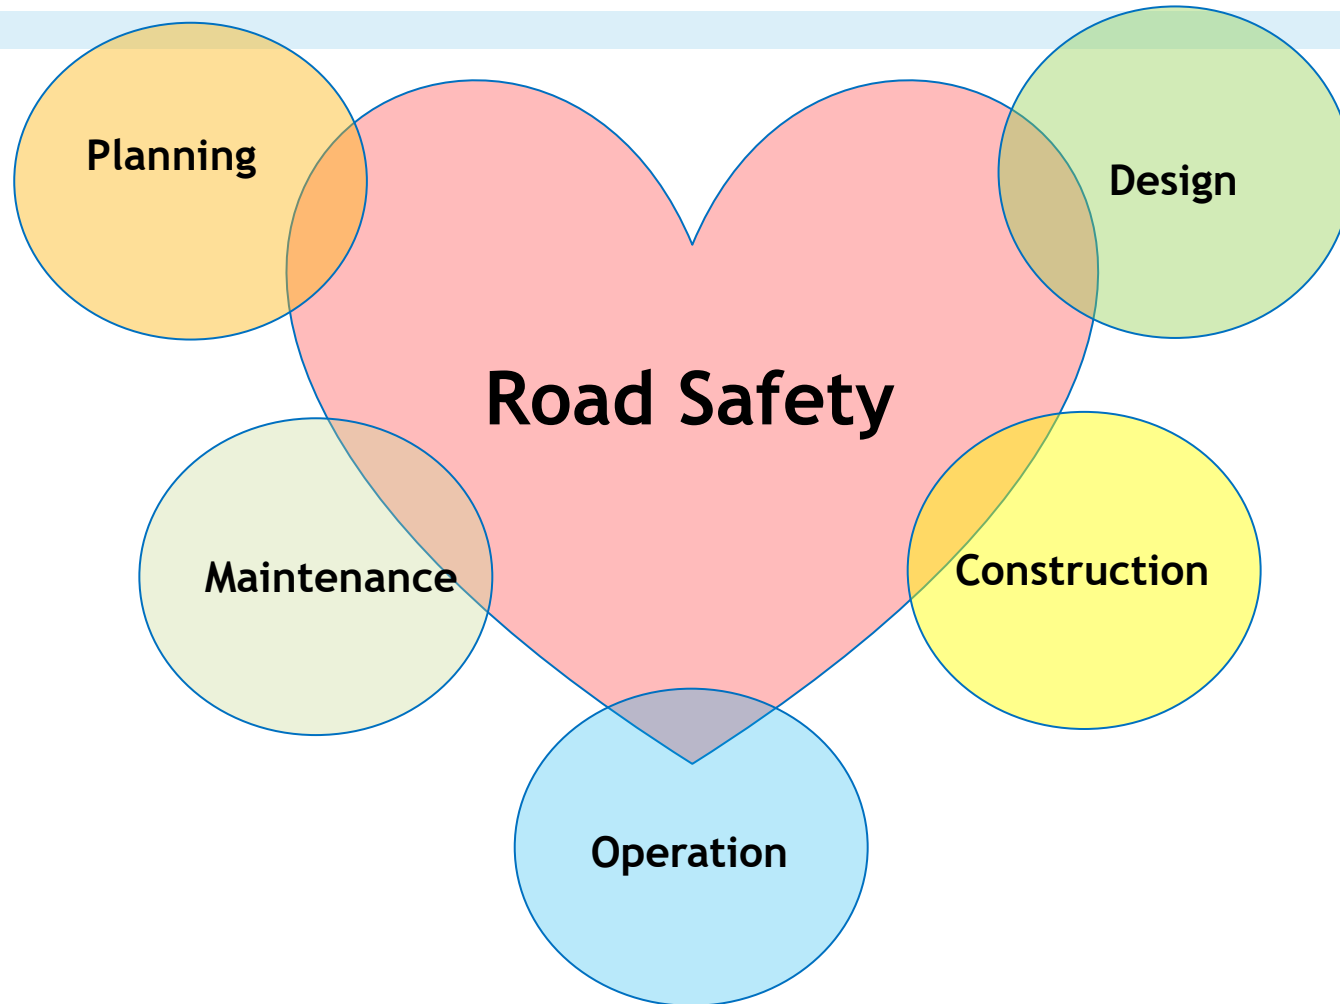 Planning
Design
Road Safety
Maintenance
Construction
Operation